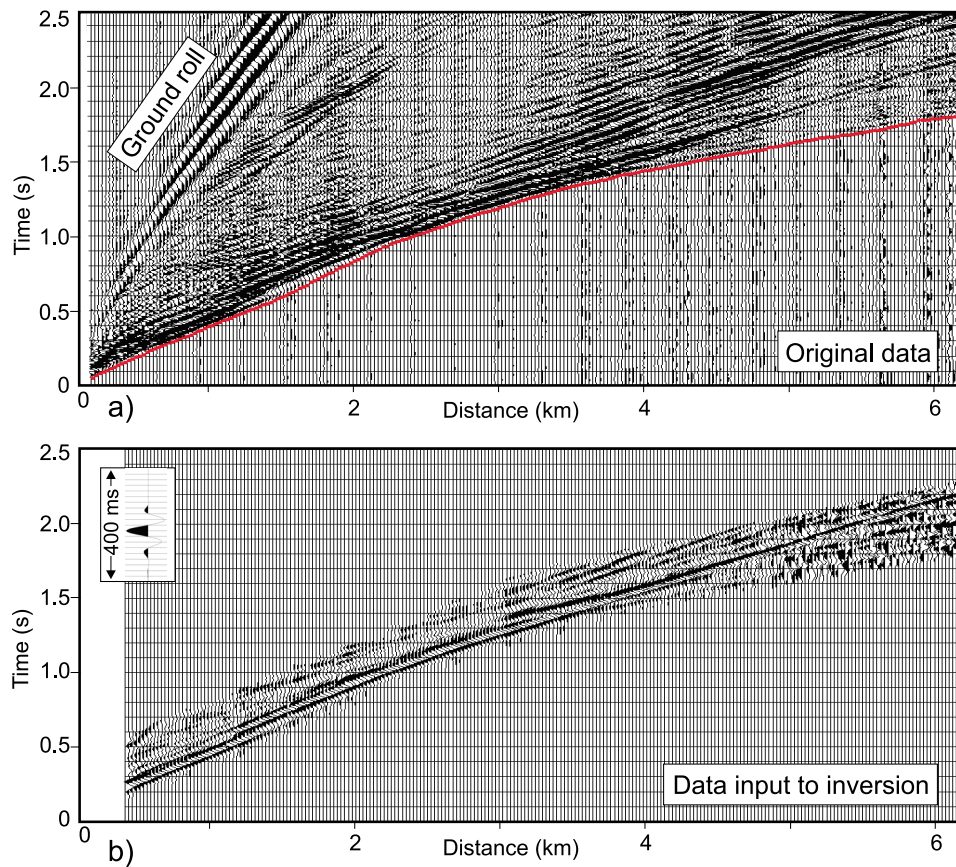 2.5
2.0
1.5
1.0
0.5
0
Time (s)
Ground roll
Original data
0 2 4 6
Distance (km)
a)
2.5
2.0
1.5
1.0
0.5
0
Time (s)
400 ms
Data input to inversion
0 2 4 6
Distance (km)
b)